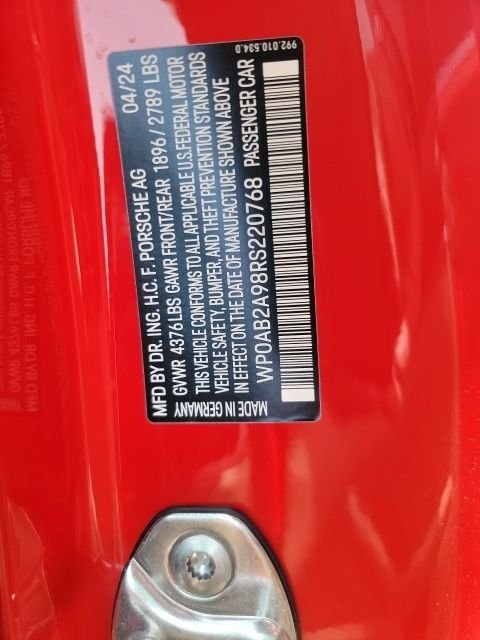 MFD BY DR. ING. H.C. F. PORSCHE AG 04/24
GVWR 4376 LBS GAWR FRONT/REAR 1896 / 2789 LBS
THIS VEHICLE CONFORMS TO ALL APPLICABLE U.S. FEDERAL MOTOR
VEHICLE SAFETY, BUMPER, AND THEFT PREVENTION STANDARDS
IN EFFECT ON THE DATE OF MANUFACTURE SHOWN ABOVE
WP0AB2A98RS220768 PASSENGER CAR
MADE IN GERMANY
992.010.534.0